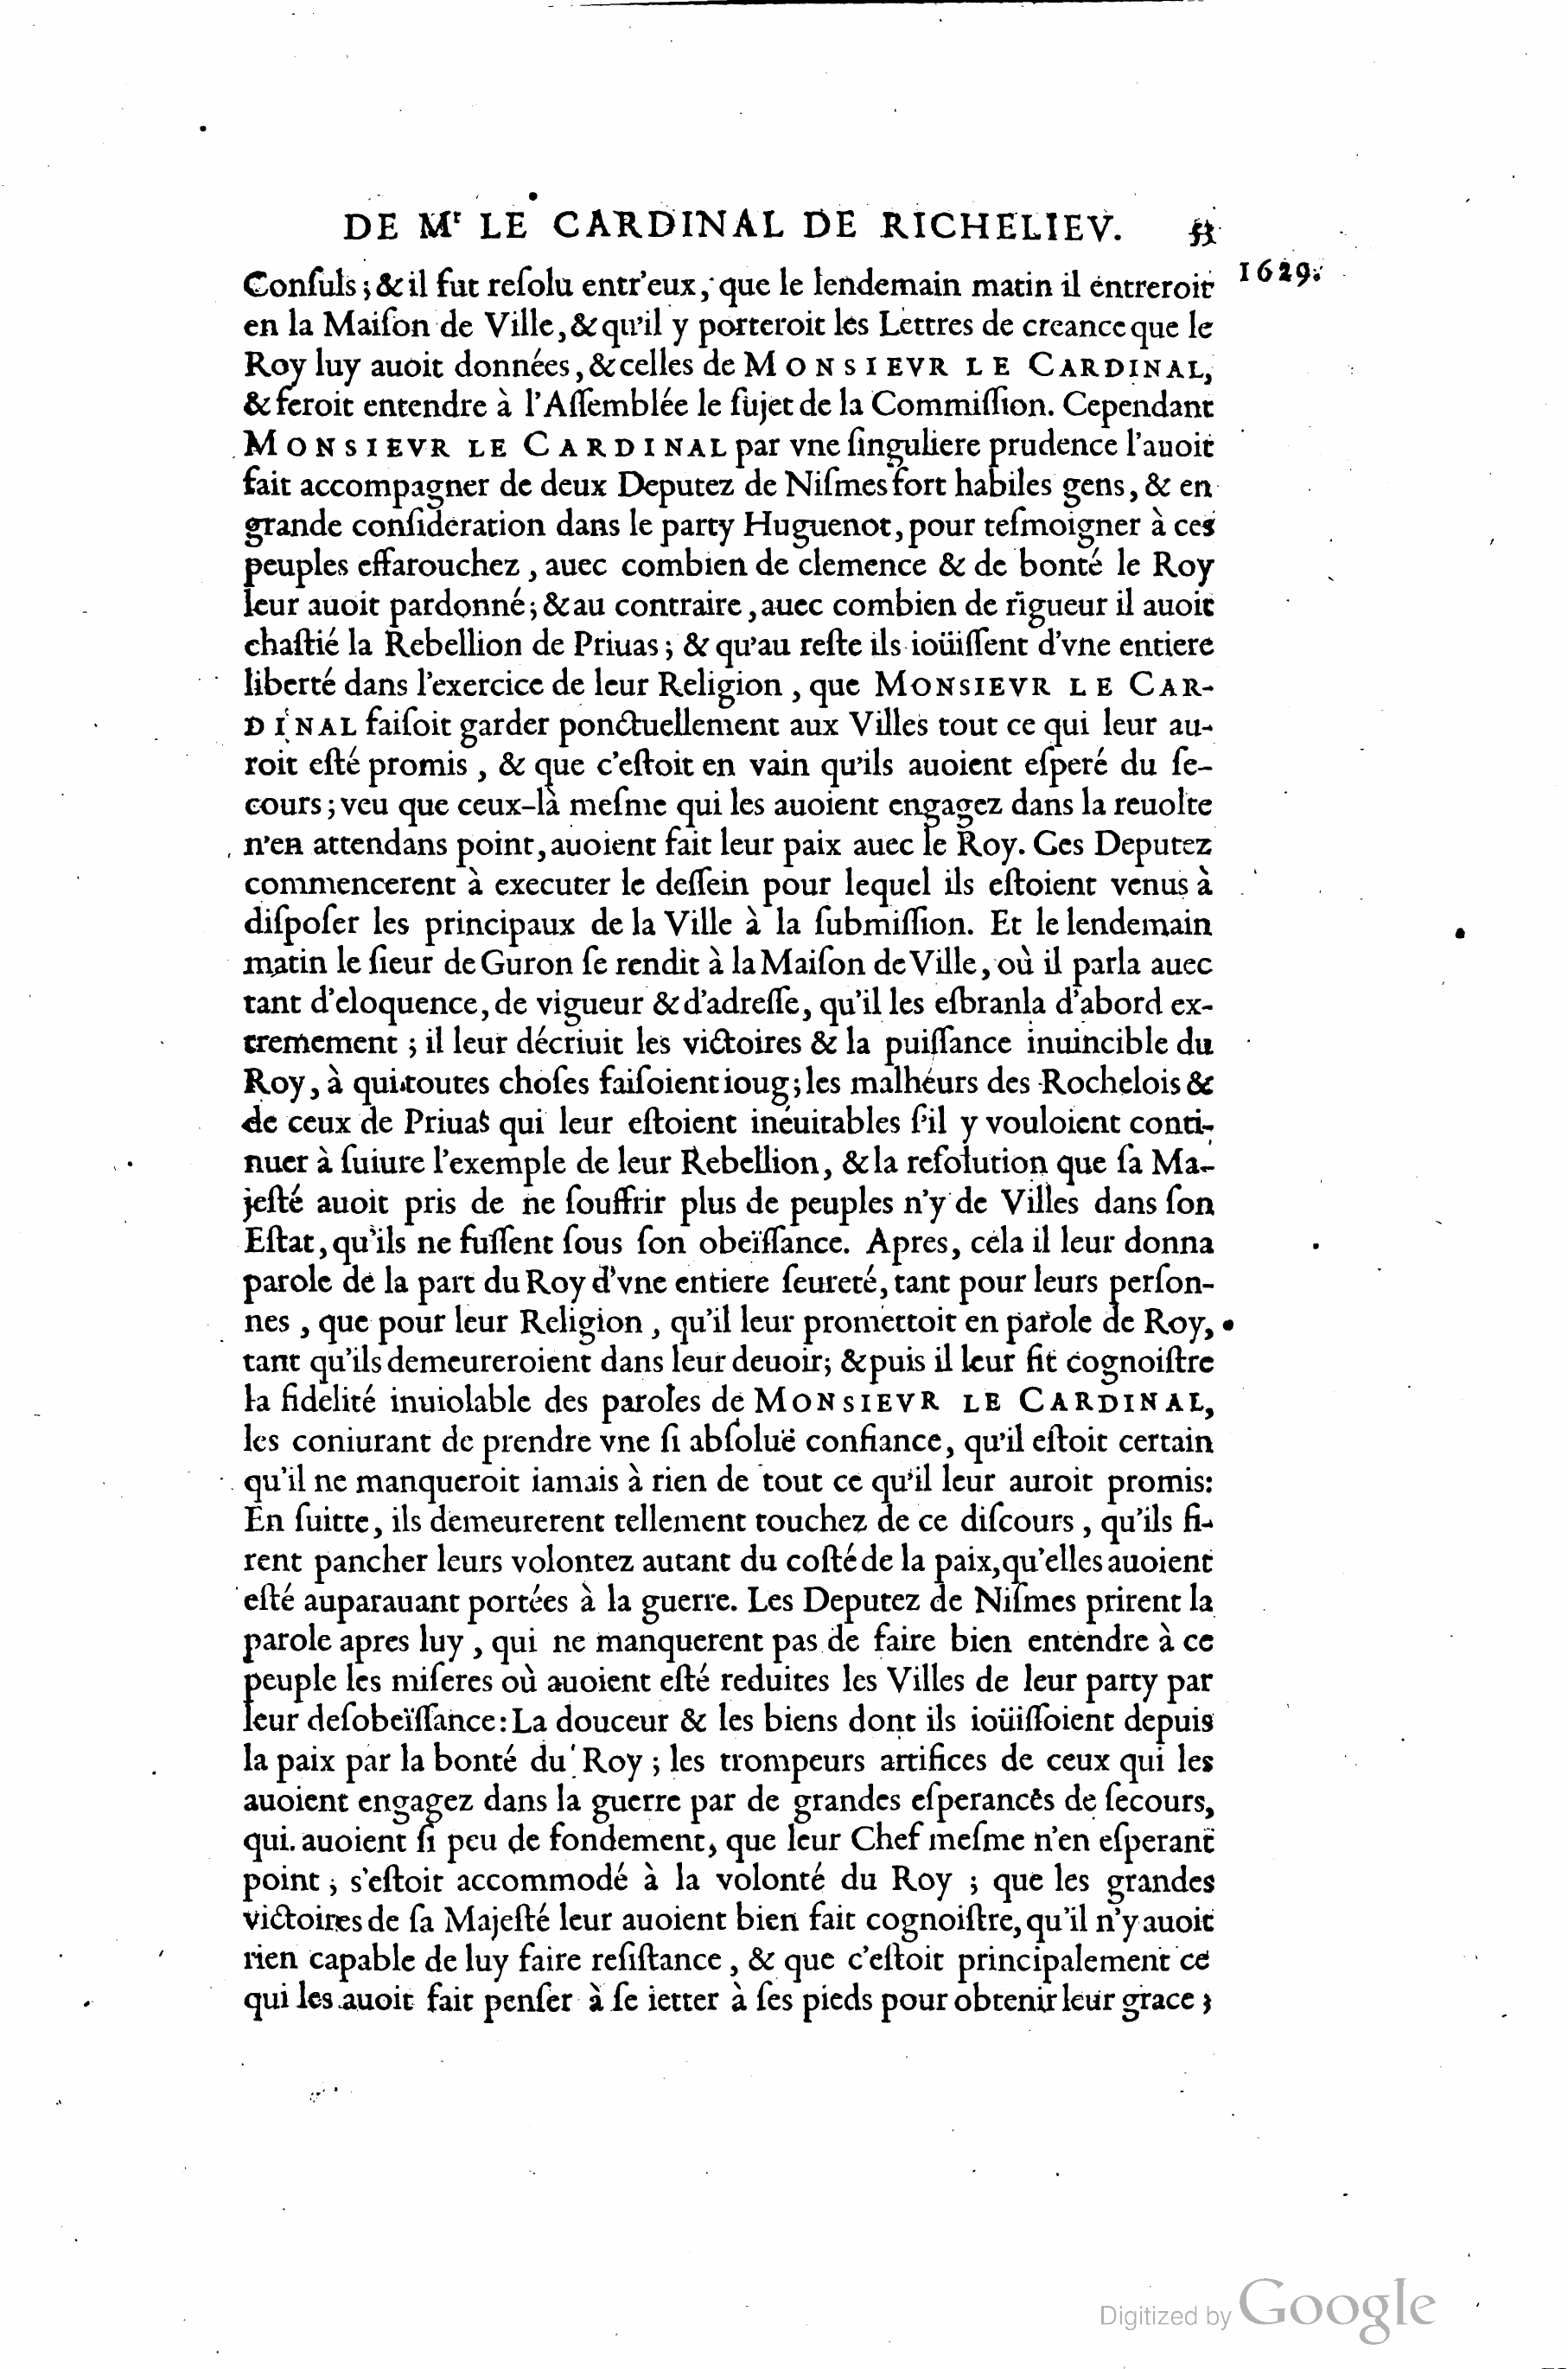 DE Mʳ LE CARDINAL DE RICHELIEV.
1629.
Conſuls; & il fut reſolu entr'eux, que le lendemain matin il entreroit
en la Maiſon de Ville, & qu'il y porteroit les Lettres de creance que le
Roy luy auoit données, & celles de MONSIEVR LE CARDINAL,
& feroit entendre à l'Aſſemblée le ſujet de la Commiſſion. Cependant
MONSIEVR LE CARDINAL par vne ſinguliere prudence l'auoit
fait accompagner de deux Deputez de Niſmes fort habiles gens, & en
grande conſideration dans le party Huguenot, pour teſmoigner à ces
peuples effarouchez, auec combien de clemence & de bonté le Roy
leur auoit pardonné; & au contraire, auec combien de rigueur il auoit
chaſtié la Rebellion de Priuas; & qu'au reſte ils ioüiſſent d'vne entiere
liberté dans l'exercice de leur Religion, que MONSIEVR LE CAR-
DINAL faiſoit garder ponctuellement aux Villes tout ce qui leur au-
roit eſté promis, & que c'eſtoit en vain qu'ils auoient eſperé du ſe-
cours; veu que ceux-là meſme qui les auoient engagez dans la reuolte
n'en attendans point, auoient fait leur paix auec le Roy. Ces Deputez
commencerent à executer le deſſein pour lequel ils eſtoient venus à
diſpoſer les principaux de la Ville à la ſubmiſſion. Et le lendemain
matin le ſieur de Guron ſe rendit à la Maiſon de Ville, où il parla auec
tant d'eloquence, de vigueur & d'adreſſe, qu'il les eſbranla d'abord ex-
tremement; il leur décriuit les victoires & la puiſſance inuincible du
Roy, à qui toutes choſes faiſoient ioug; les malheurs des Rochelois &
de ceux de Priuas qui leur eſtoient inéuitables ſ'il y vouloient conti-
nuer à ſuiure l'exemple de leur Rebellion, & la reſolution que ſa Ma-
jeſté auoit pris de ne ſouffrir plus de peuples n'y de Villes dans ſon
Eſtat, qu'ils ne fuſſent ſous ſon obeïſſance. Apres, cela il leur donna
parole de la part du Roy d'vne entiere ſeureté, tant pour leurs perſon-
nes, que pour leur Religion, qu'il leur promettoit en parole de Roy,
tant qu'ils demeureroient dans leur deuoir; & puis il leur fit cognoiſtre
la fidelité inuiolable des paroles de MONSIEVR LE CARDINAL,
les coniurant de prendre vne ſi abſoluë confiance, qu'il eſtoit certain
qu'il ne manqueroit iamais à rien de tout ce qu'il leur auroit promis:
En ſuitte, ils demeurerent tellement touchez de ce diſcours, qu'ils fi-
rent pancher leurs volontez autant du coſté de la paix, qu'elles auoient
eſté auparauant portées à la guerre. Les Deputez de Niſmes prirent la
parole apres luy, qui ne manquerent pas de faire bien entendre à ce
peuple les miſeres où auoient eſté reduites les Villes de leur party par
leur deſobeïſſance: La douceur & les biens dont ils ioüiſſoient depuis
la paix par la bonté du Roy; les trompeurs artifices de ceux qui les
auoient engagez dans la guerre par de grandes eſperances de ſecours,
qui auoient ſi peu de fondement, que leur Chef meſme n'en eſperant
point, s'eſtoit accommodé à la volonté du Roy; que les grandes
victoires de ſa Majeſté leur auoient bien fait cognoiſtre, qu'il n'y auoit
rien capable de luy faire reſiſtance, & que c'eſtoit principalement ce
qui les auoit fait penſer à ſe ietter à ſes pieds pour obtenir leur grace;
Digitized by Google